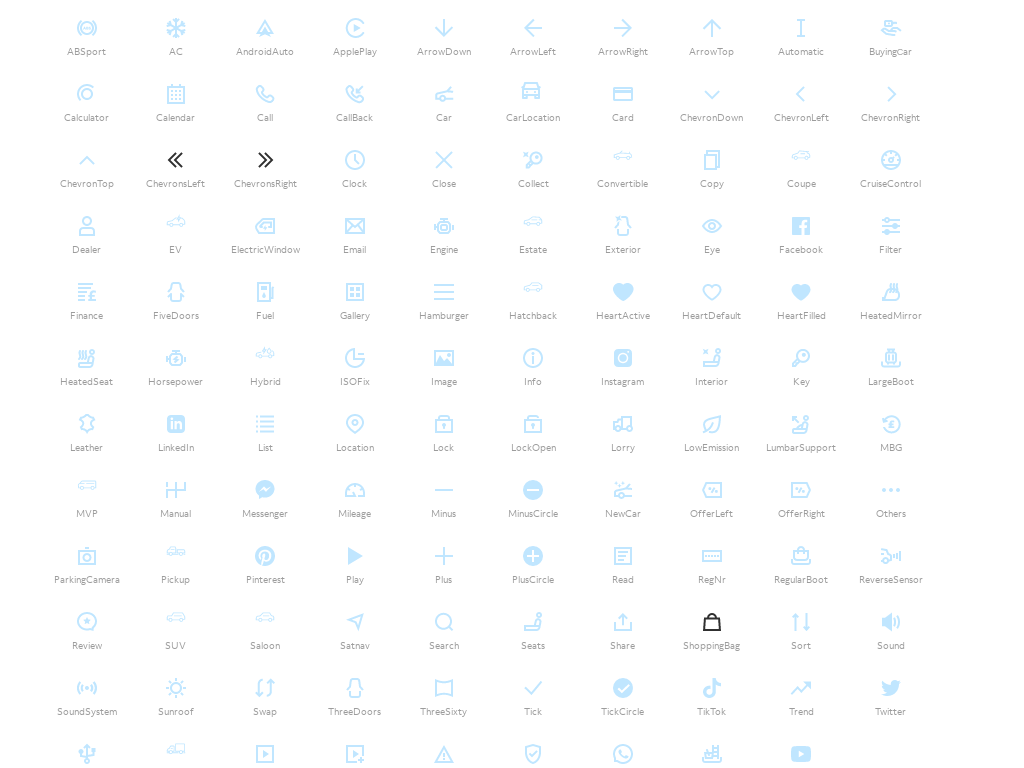 ABSport AC AndroidAuto ApplePlay ArrowDown ArrowLeft ArrowRight ArrowTop Automatic BuyingCar
Calculator Calendar Call CallBack Car CarLocation Card ChevronDown ChevronLeft ChevronRight
ChevronTop ChevronsLeft ChevronsRight Clock Close Collect Convertible Copy Coupe CruiseControl
Dealer EV ElectricWindow Email Engine Estate Exterior Eye Facebook Filter
Finance FiveDoors Fuel Gallery Hamburger Hatchback HeartActive HeartDefault HeartFilled HeatedMirror
HeatedSeat Horsepower Hybrid ISOFix Image Info Instagram Interior Key LargeBoot
Leather LinkedIn List Location Lock LockOpen Lorry LowEmission LumbarSupport MBG
MVP Manual Messenger Mileage Minus MinusCircle NewCar OfferLeft OfferRight Others
ParkingCamera Pickup Pinterest Play Plus PlusCircle Read RegNr RegularBoot ReverseSensor
Review SUV Saloon Satnav Search Seats Share ShoppingBag Sort Sound
SoundSystem Sunroof Swap ThreeDoors ThreeSixty Tick TickCircle TikTok Trend Twitter